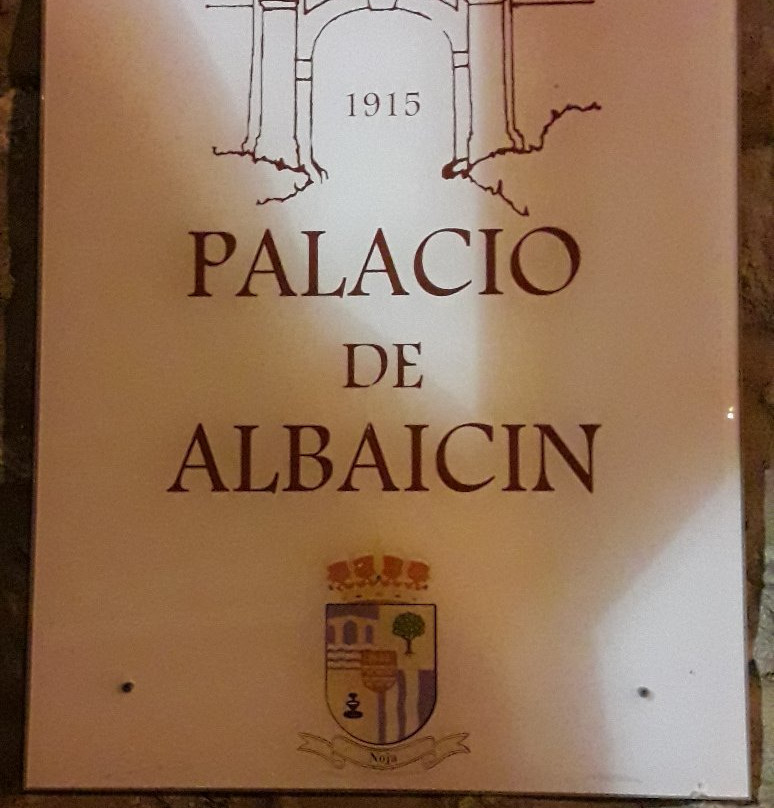 1915
PALACIO
DE
ALBAICIN
Noja